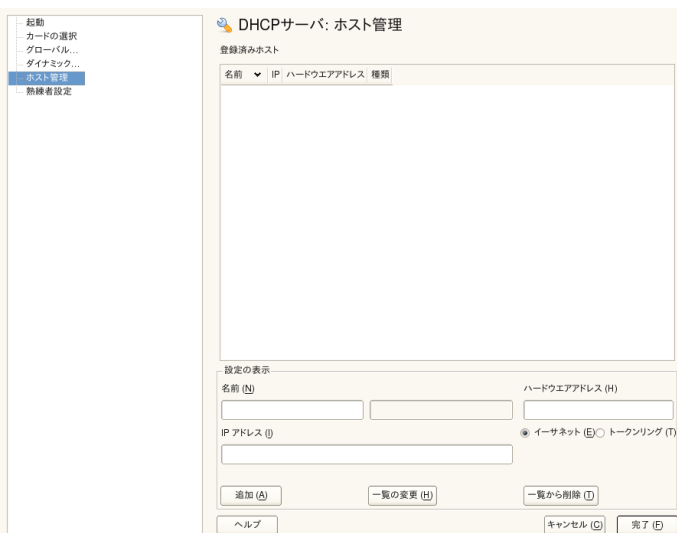 起動
カードの選択
グローバル...
ダイナミック...
ホスト管理
熟練者設定
DHCPサーバ: ホスト管理
登録済みホスト
名前 IP ハードウエアアドレス 種類
設定の表示
名前 (N) ハードウエアアドレス (H)
IP アドレス (I) イーサネット (E) トークンリング (T)
追加 (A) 一覧の変更 (H) 一覧から削除 (T)
ヘルプ キャンセル (C) 完了 (F)